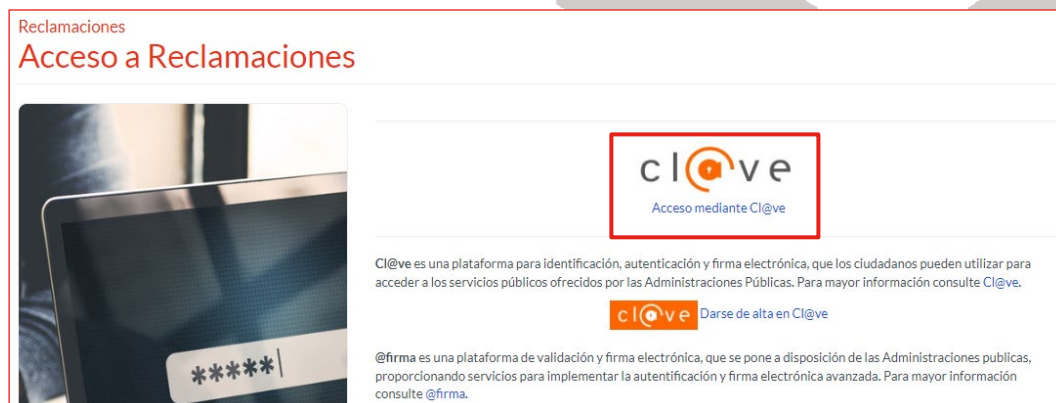 Reclamaciones
Acceso a Reclamaciones
cl@ve
Acceso mediante Cl@ve
Cl@ve es una plataforma para identificación, autenticación y firma electrónica, que los ciudadanos pueden utilizar para
acceder a los servicios públicos ofrecidos por las Administraciones Públicas. Para mayor información consulte Cl@ve.
cl@ve Darse de alta en Cl@ve
@firma es una plataforma de validación y firma electrónica, que se pone a disposición de las Administraciones publicas,
proporcionando servicios para implementar la autentificación y firma electrónica avanzada. Para mayor información
consulte @firma.
*****